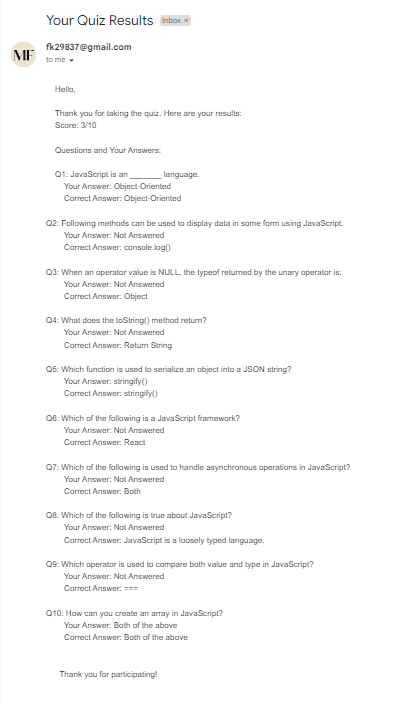 Your Quiz Results Inbox ×
MF
fk29837@gmail.com
to me
Hello,
Thank you for taking the quiz. Here are your results:
Score: 3/10
Questions and Your Answers:
Q1: JavaScript is an _______ language.
Your Answer: Object-Oriented
Correct Answer: Object-Oriented
Q2: Following methods can be used to display data in some form using JavaScript.
Your Answer: Not Answered
Correct Answer: console.log()
Q3: When an operator value is NULL, the typeof returned by the unary operator is:
Your Answer: Not Answered
Correct Answer: Object
Q4: What does the toString() method return?
Your Answer: Not Answered
Correct Answer: Return String
Q5: Which function is used to serialize an object into a JSON string?
Your Answer: stringify()
Correct Answer: stringify()
Q6: Which of the following is a JavaScript framework?
Your Answer: Not Answered
Correct Answer: React
Q7: Which of the following is used to handle asynchronous operations in JavaScript?
Your Answer: Not Answered
Correct Answer: Both
Q8: Which of the following is true about JavaScript?
Your Answer: Not Answered
Correct Answer: JavaScript is a loosely typed language.
Q9: Which operator is used to compare both value and type in JavaScript?
Your Answer: Not Answered
Correct Answer: ===
Q10: How can you create an array in JavaScript?
Your Answer: Both of the above
Correct Answer: Both of the above
Thank you for participating!